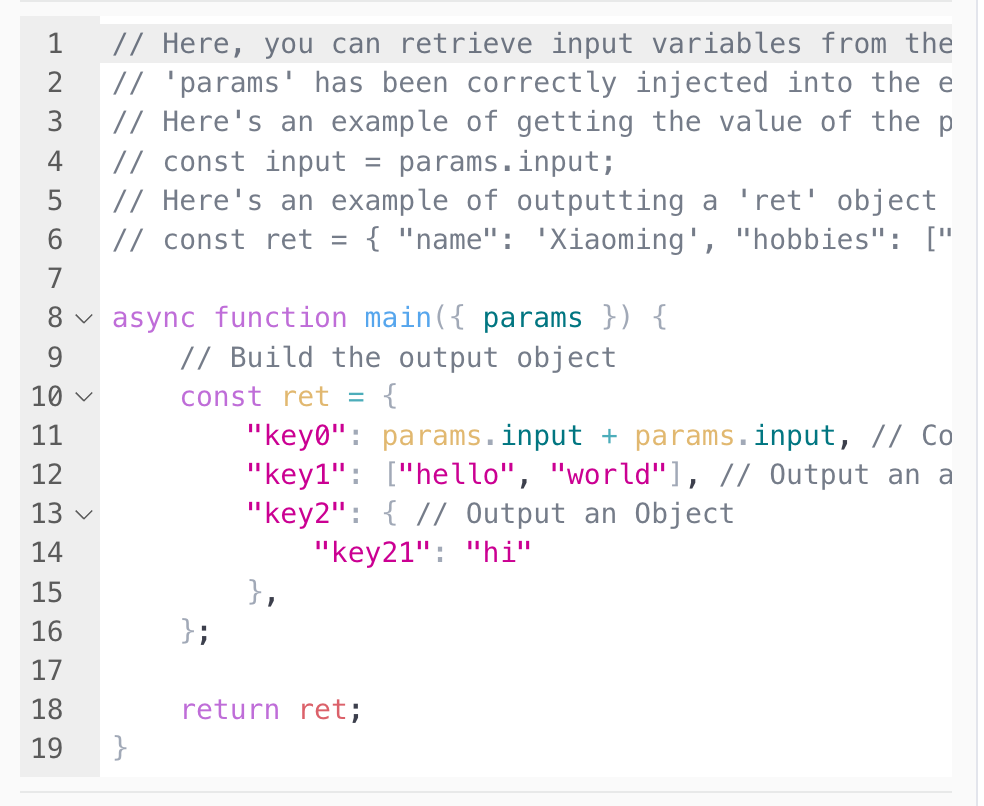 1 // Here, you can retrieve input variables from the
2 // 'params' has been correctly injected into the e
3 // Here's an example of getting the value of the p
4 // const input = params.input;
5 // Here's an example of outputting a 'ret' object
6 // const ret = { "name": 'Xiaoming', "hobbies": ["
7
8 async function main({ params }) {
9     // Build the output object
10     const ret = {
11         "key0": params.input + params.input, // Co
12         "key1": ["hello", "world"], // Output an a
13         "key2": { // Output an Object
14             "key21": "hi"
15         },
16     };
17
18     return ret;
19 }